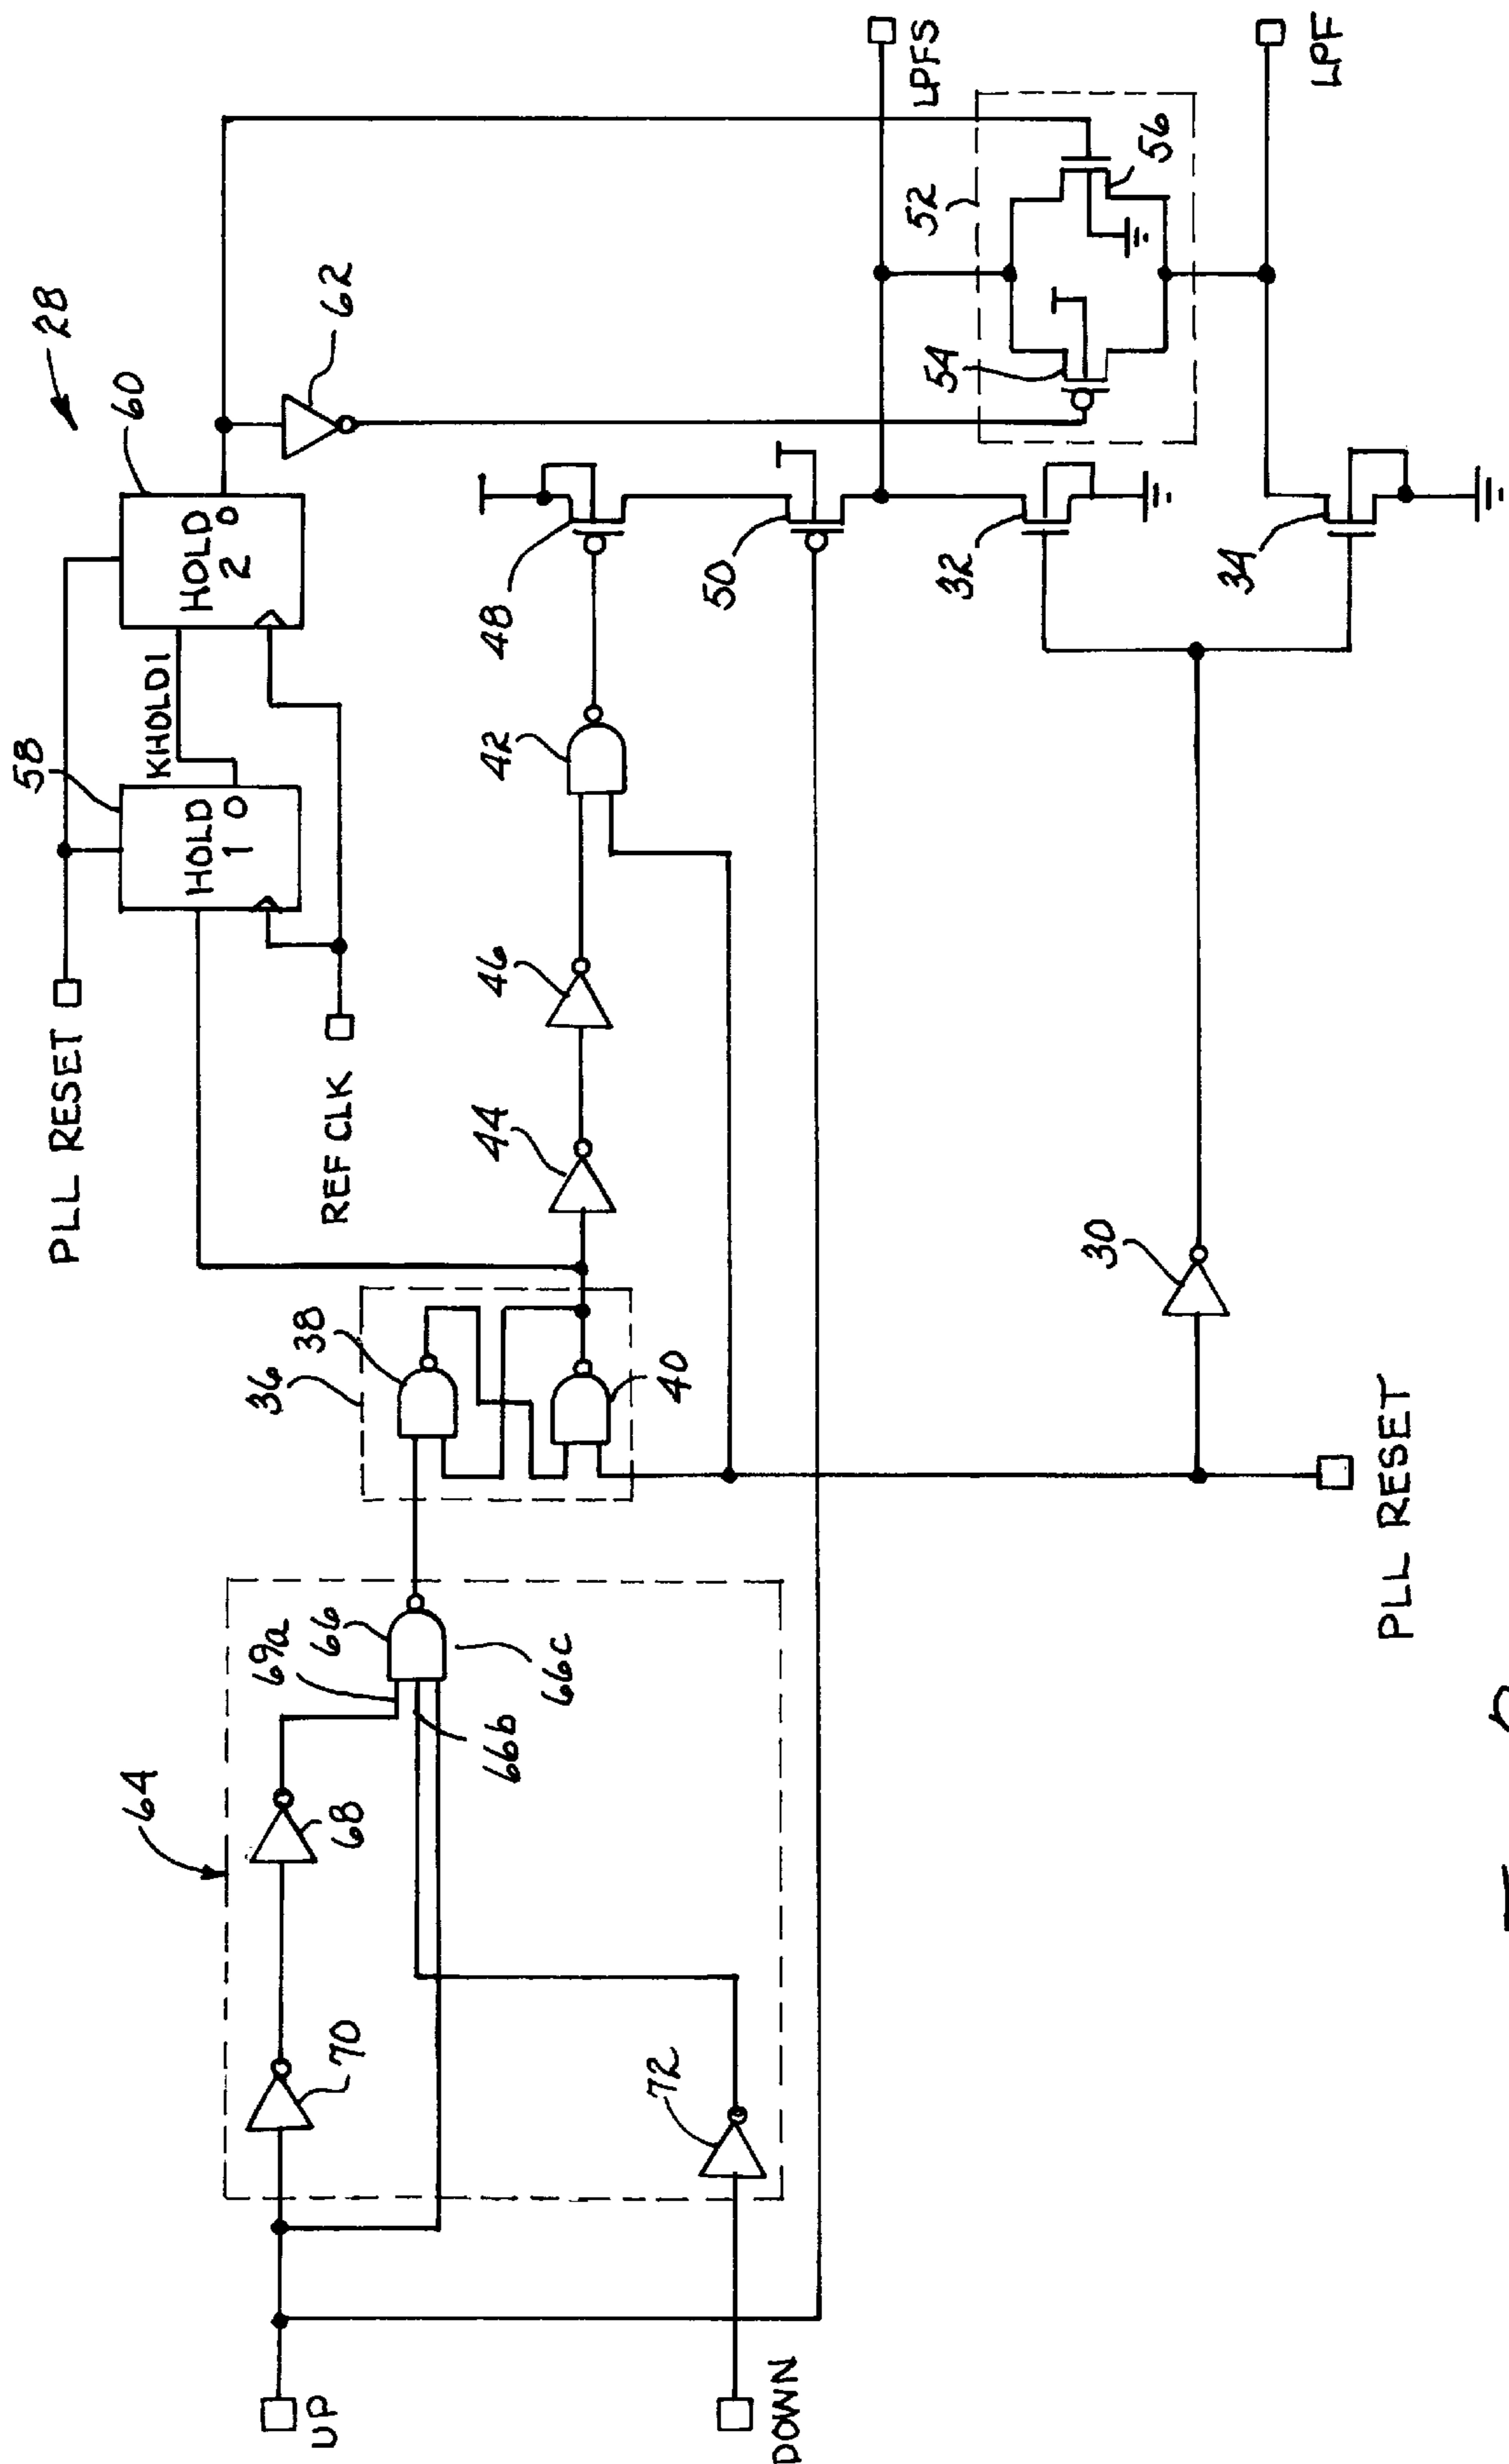 28
PLL RESET
58
60
HOLD
1 O
KHOLD1
HOLD
2 O
62
REF CLK
64
70
68
69a
66
66b
66c
72
36
38
40
44
46
42
48
50
52
54
56
32
34
30
UP
DOWN
PLL RESET
LPFS
LPF